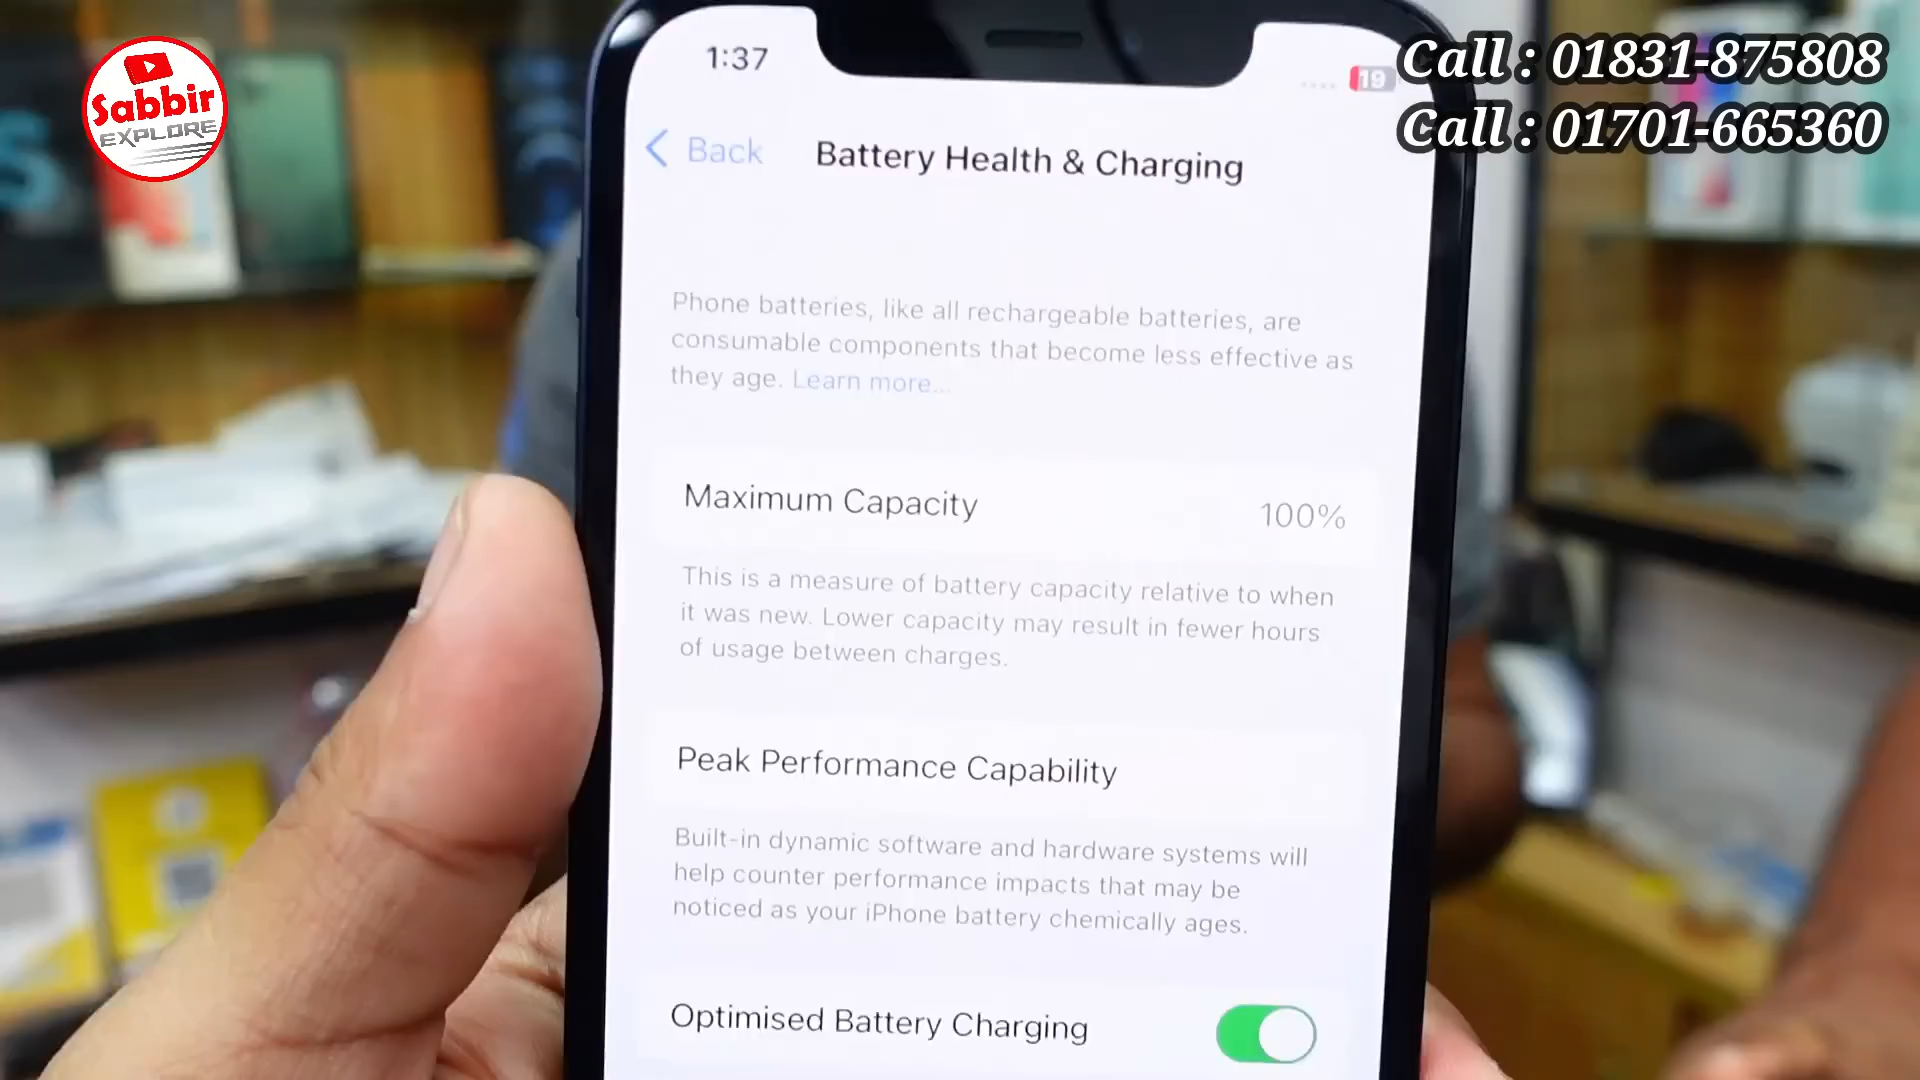 Sabbir
EXPLORE
Call : 01831-875808
Call : 01701-665360
1:37
19
Back
Battery Health & Charging
Phone batteries, like all rechargeable batteries, are
consumable components that become less effective as
they age. Learn more...
Maximum Capacity 100%
This is a measure of battery capacity relative to when
it was new. Lower capacity may result in fewer hours
of usage between charges.
Peak Performance Capability
Built-in dynamic software and hardware systems will
help counter performance impacts that may be
noticed as your iPhone battery chemically ages.
Optimised Battery Charging